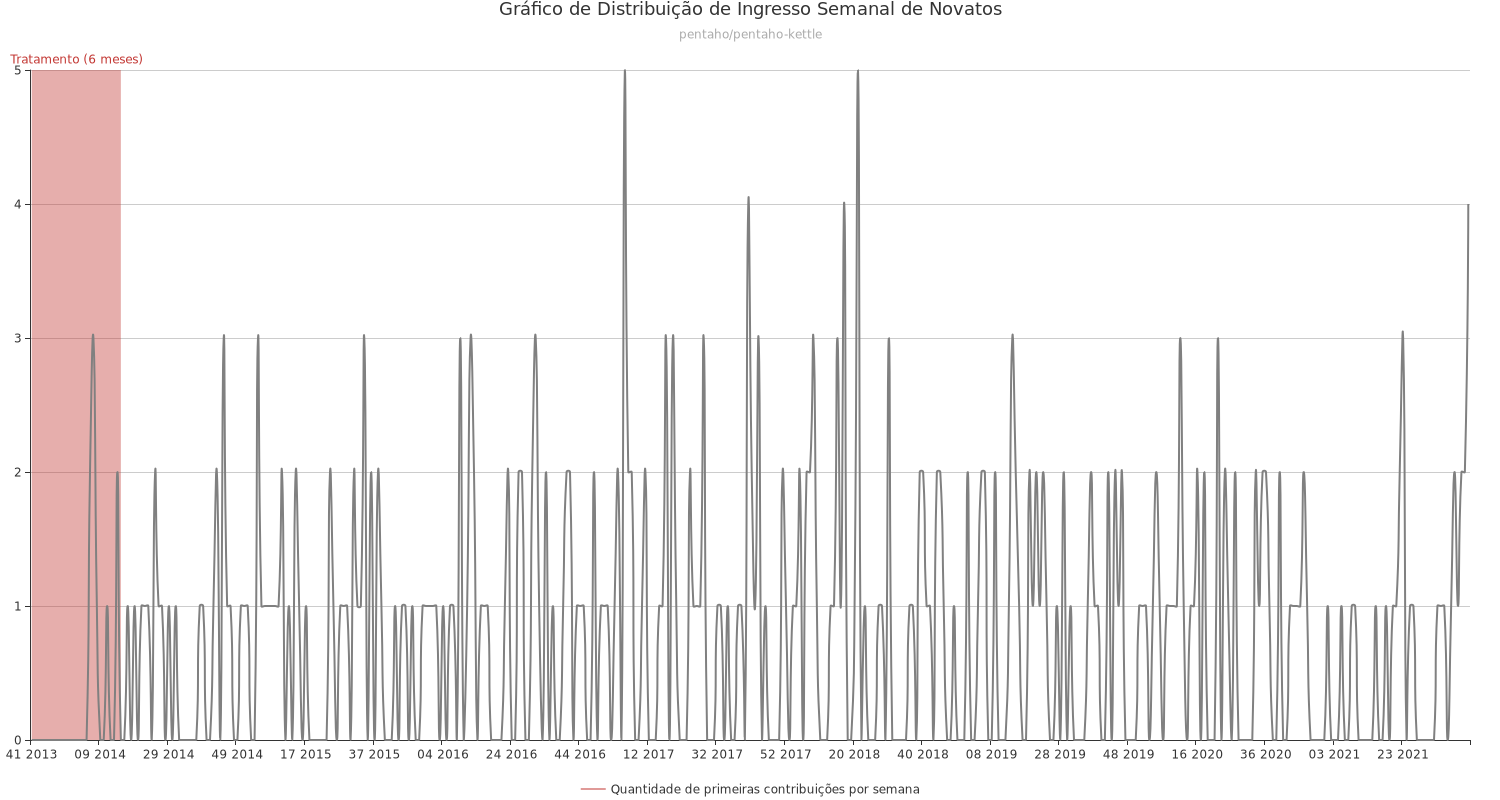 Gráfico de Distribuição de Ingresso Semanal de Novatos
pentaho/pentaho-kettle
Tratamento (6 meses)
5
4
3
2
1
0
41 2013 09 2014 29 2014 49 2014 17 2015 37 2015 04 2016 24 2016 44 2016 12 2017 32 2017 52 2017 20 2018 40 2018 08 2019 28 2019 48 2019 16 2020 36 2020 03 2021 23 2021
Quantidade de primeiras contribuições por semana